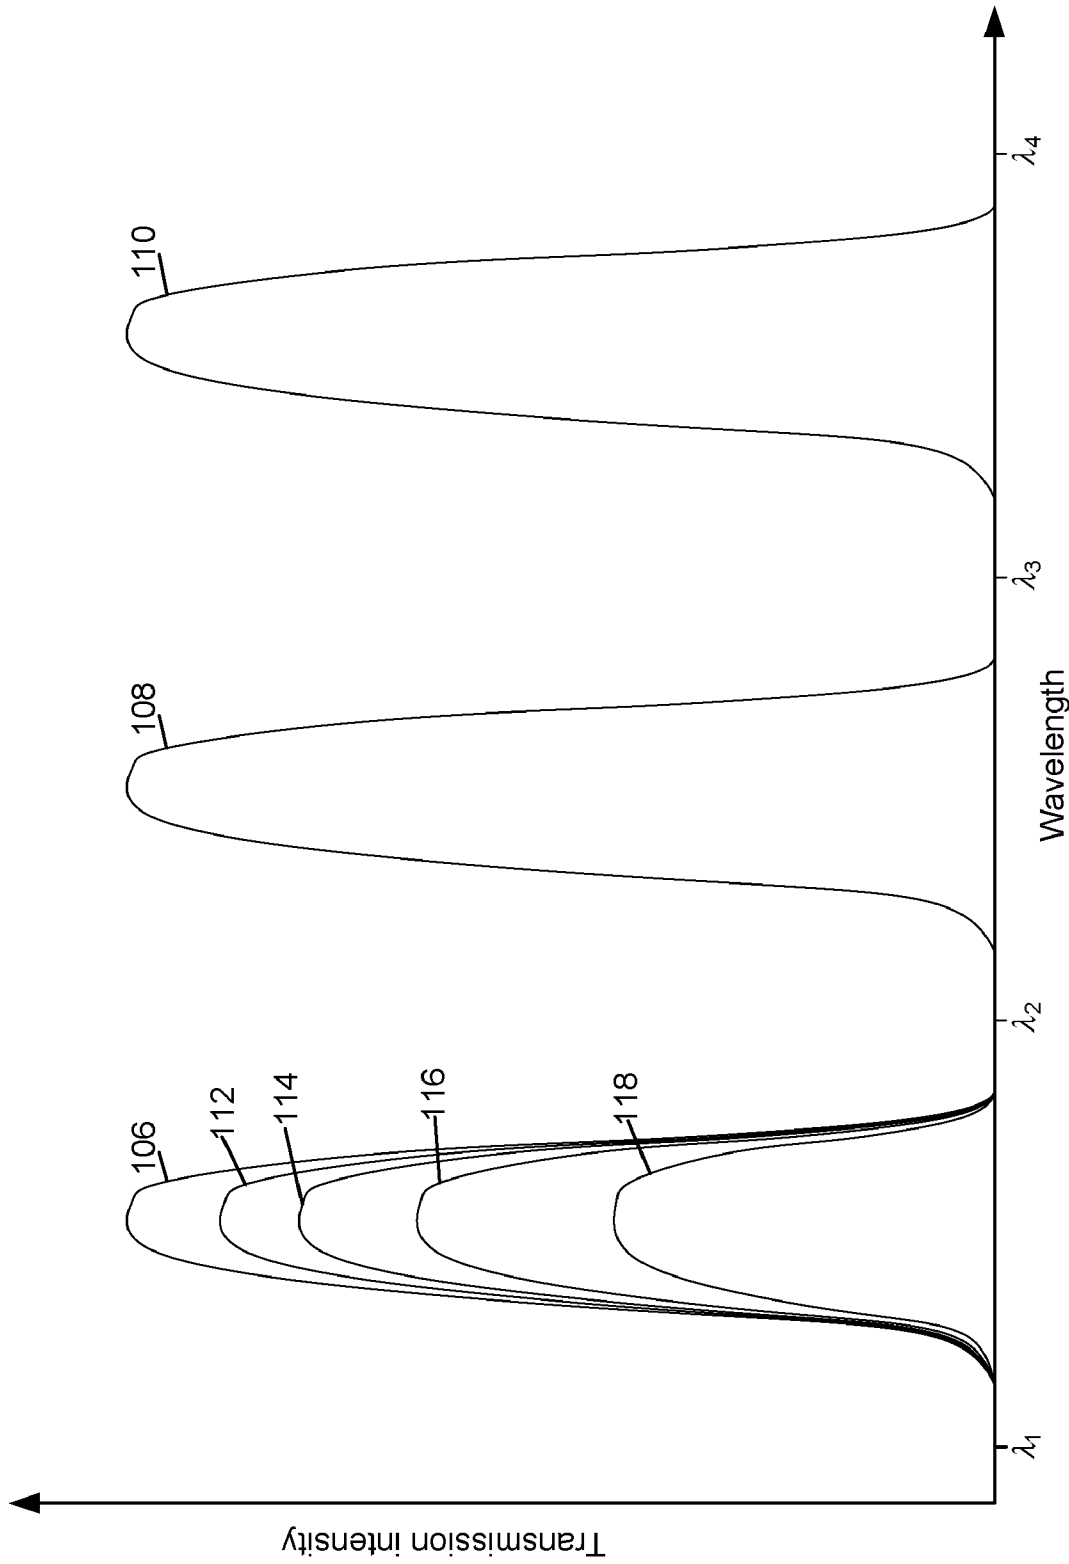 Transmission intensity
106
112
114
116
118
108
110
λ1
λ2
λ3
λ4
Wavelength